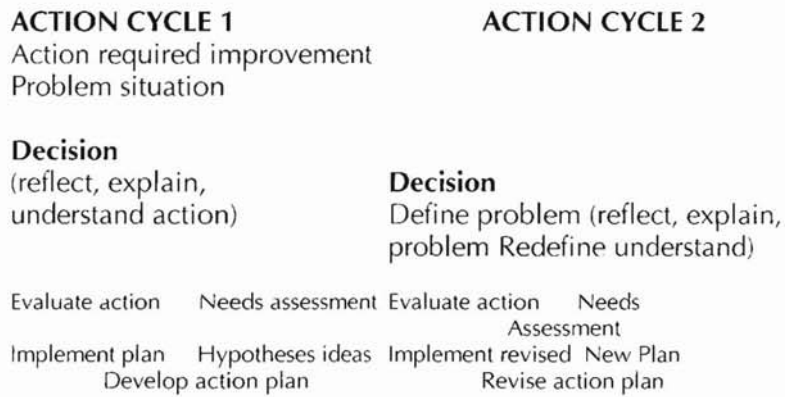 ACTION CYCLE 1 ACTION CYCLE 2
Action required improvement
Problem situation
Decision
(reflect, explain, Decision
understand action) Define problem (reflect, explain,
problem Redefine understand)
Evaluate action Needs assessment Evaluate action Needs
Assessment
Implement plan Hypotheses ideas Implement revised New Plan
Develop action plan Revise action plan